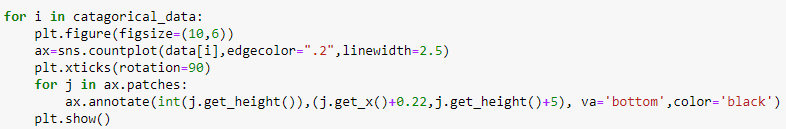 for i in catagorical_data:
    plt.figure(figsize=(10,6))
    ax=sns.countplot(data[i],edgecolor=".2",linewidth=2.5)
    plt.xticks(rotation=90)
    for j in ax.patches:
        ax.annotate(int(j.get_height()),(j.get_x()+0.22,j.get_height()+5), va='bottom',color='black')
    plt.show()